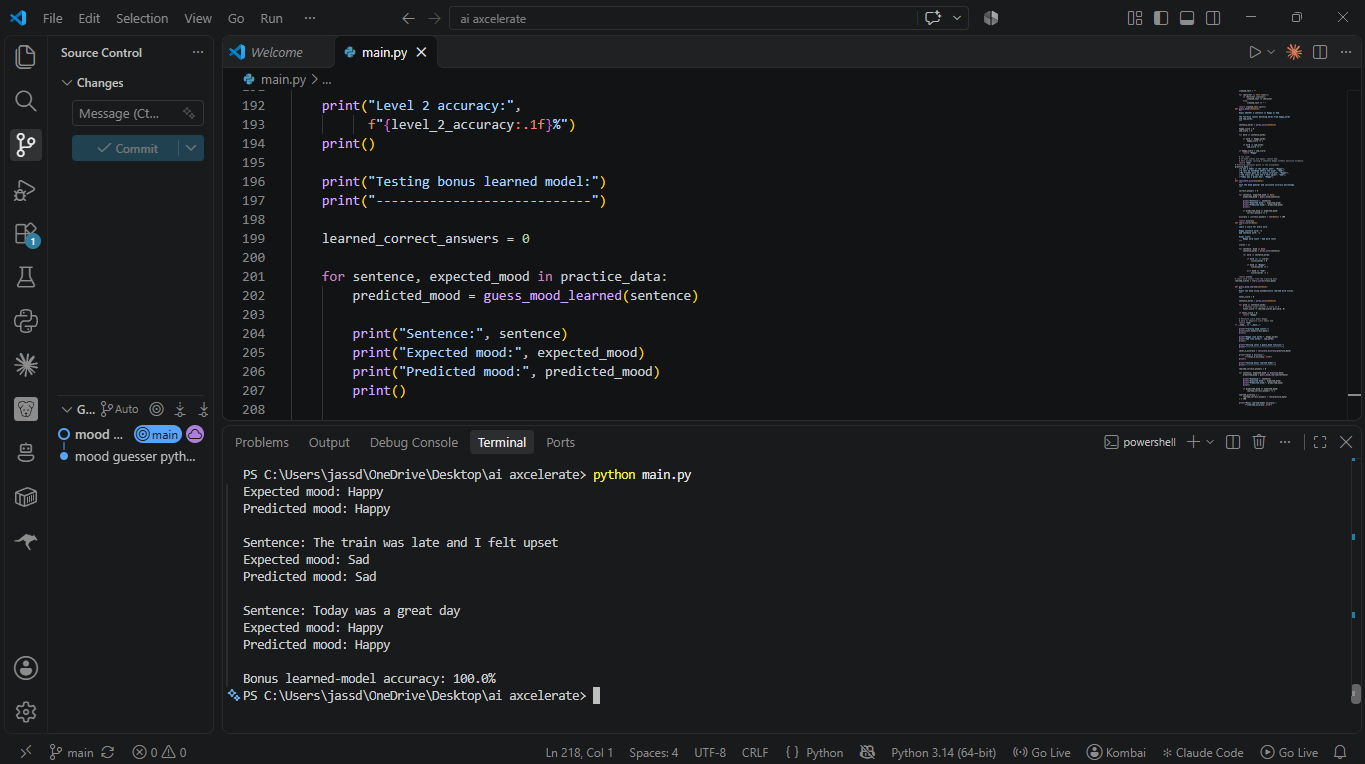 File Edit Selection View Go Run ··· ai axcelerate
Source Control ···
Changes
Message (Ct...
Commit
1
G... Auto
mood ... main
mood guesser pyth...
Welcome main.py
main.py > ...
192 print("Level 2 accuracy:",
193 f"{level_2_accuracy:.1f}%")
194 print()
195
196 print("Testing bonus learned model:")
197 print("----------------------------")
198
199 learned_correct_answers = 0
200
201 for sentence, expected_mood in practice_data:
202 predicted_mood = guess_mood_learned(sentence)
203
204 print("Sentence:", sentence)
205 print("Expected mood:", expected_mood)
206 print("Predicted mood:", predicted_mood)
207 print()
208
Problems Output Debug Console Terminal Ports powershell
PS C:\Users\jassd\OneDrive\Desktop\ai axcelerate> python main.py
Expected mood: Happy
Predicted mood: Happy
Sentence: The train was late and I felt upset
Expected mood: Sad
Predicted mood: Sad
Sentence: Today was a great day
Expected mood: Happy
Predicted mood: Happy
Bonus learned-model accuracy: 100.0%
PS C:\Users\jassd\OneDrive\Desktop\ai axcelerate>
main 0 0 Ln 218, Col 1 Spaces: 4 UTF-8 CRLF { } Python Python 3.14 (64-bit) Go Live Kombai Claude Code Go Live